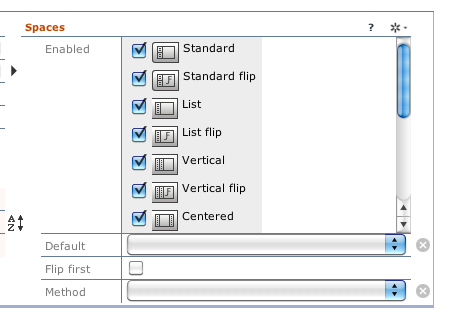 Spaces ?
Enabled
Standard
Standard flip
List
List flip
Vertical
Vertical flip
Centered
A
Z
Default
Flip first
Method